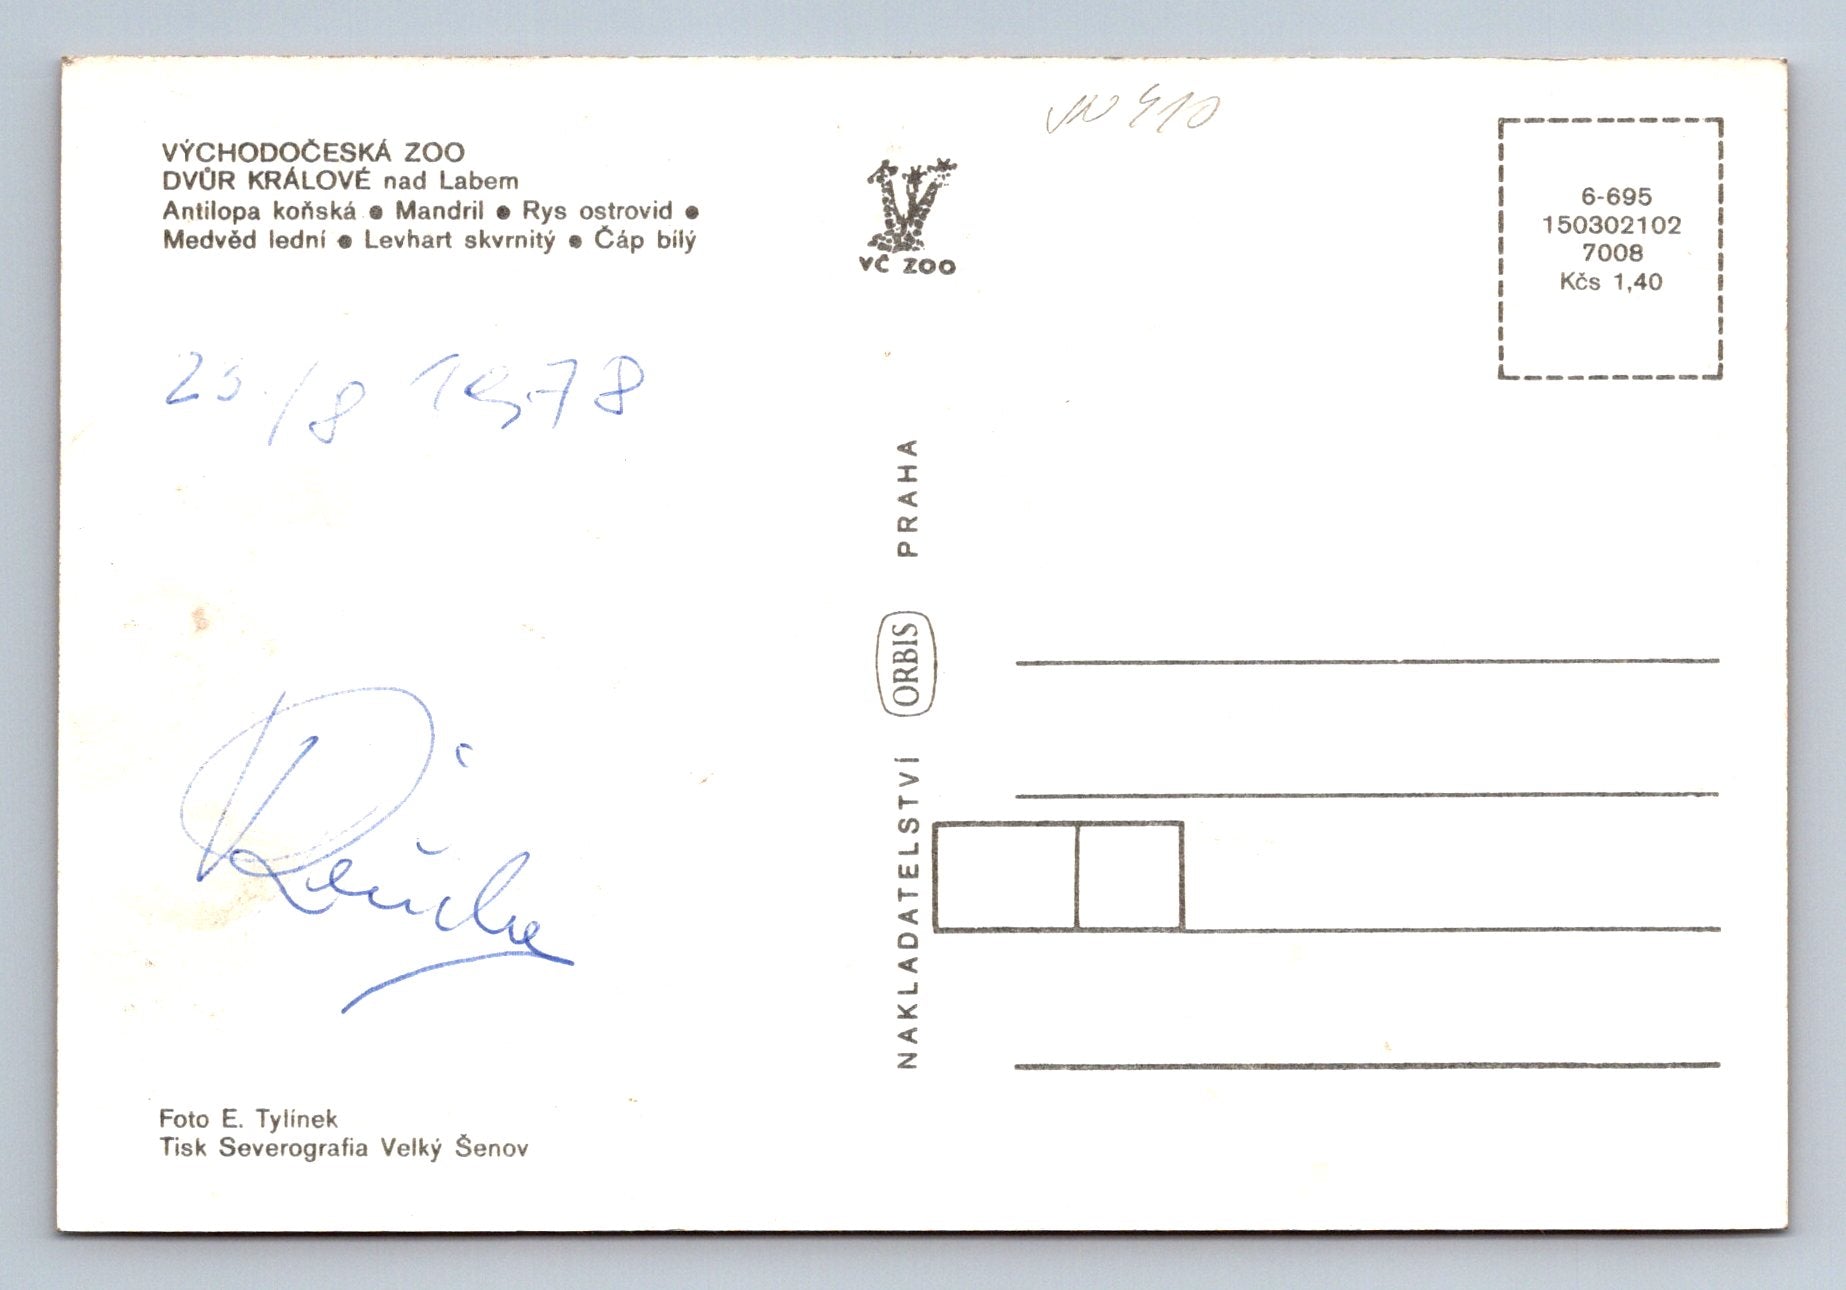 VÝCHODOČESKÁ ZOO
DVŮR KRÁLOVÉ nad Labem
Antilopa koňská ● Mandril ● Rys ostrovid ●
Medvěd lední ● Levhart skvrnitý ● Čáp bílý
VČ ZOO
6-695
150302102
7008
Kčs 1,40
25./8 1978
NAKLADATELSTVÍ ORBIS PRAHA
Foto E. Tylínek
Tisk Severografia Velký Šenov